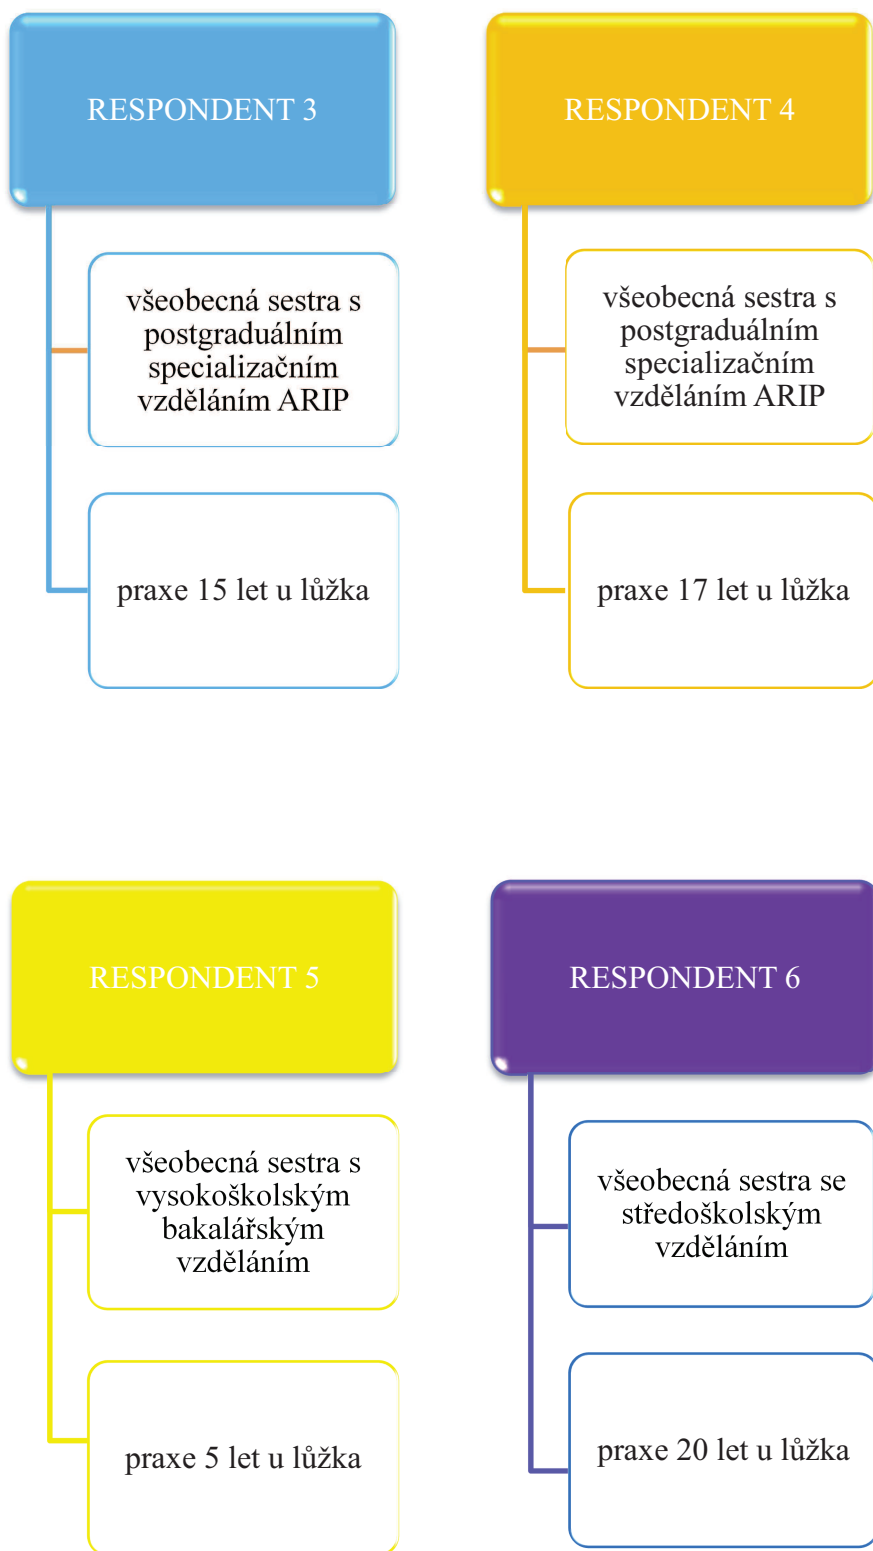 RESPONDENT 3
všeobecná sestra s
postgraduálním
specializačním
vzděláním ARIP
praxe 15 let u lůžka
RESPONDENT 4
všeobecná sestra s
postgraduálním
specializačním
vzděláním ARIP
praxe 17 let u lůžka
RESPONDENT 5
všeobecná sestra s
vysokoškolským
bakalářským
vzděláním
praxe 5 let u lůžka
RESPONDENT 6
všeobecná sestra se
středoškolským
vzděláním
praxe 20 let u lůžka